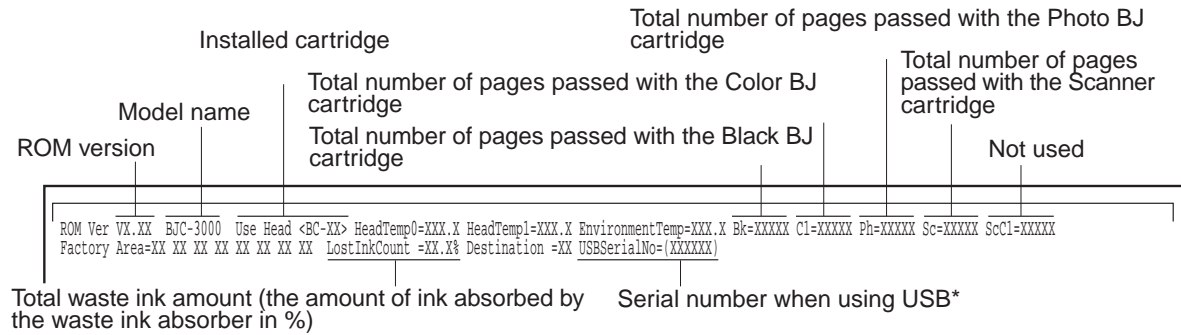 Total number of pages passed with the Photo BJ
cartridge
Installed cartridge
Total number of pages
passed with the Scanner
cartridge
Total number of pages passed with the Color BJ
cartridge
Model name
Total number of pages passed with the Black BJ
cartridge
ROM version
Not used
ROM Ver VX.XX BJC-3000 Use Head <BC-XX> HeadTemp0=XXX.X HeadTemp1=XXX.X EnvironmentTemp=XXX.X Bk=XXXXX Cl=XXXXX Ph=XXXXX Sc=XXXXX ScCl=XXXXX
Factory Area=XX XX XX XX XX XX XX XX LostInkCount =XX.X% Destination =XX USBSerialNo=(XXXXXX)
Total waste ink amount (the amount of ink absorbed by
the waste ink absorber in %)
Serial number when using USB*